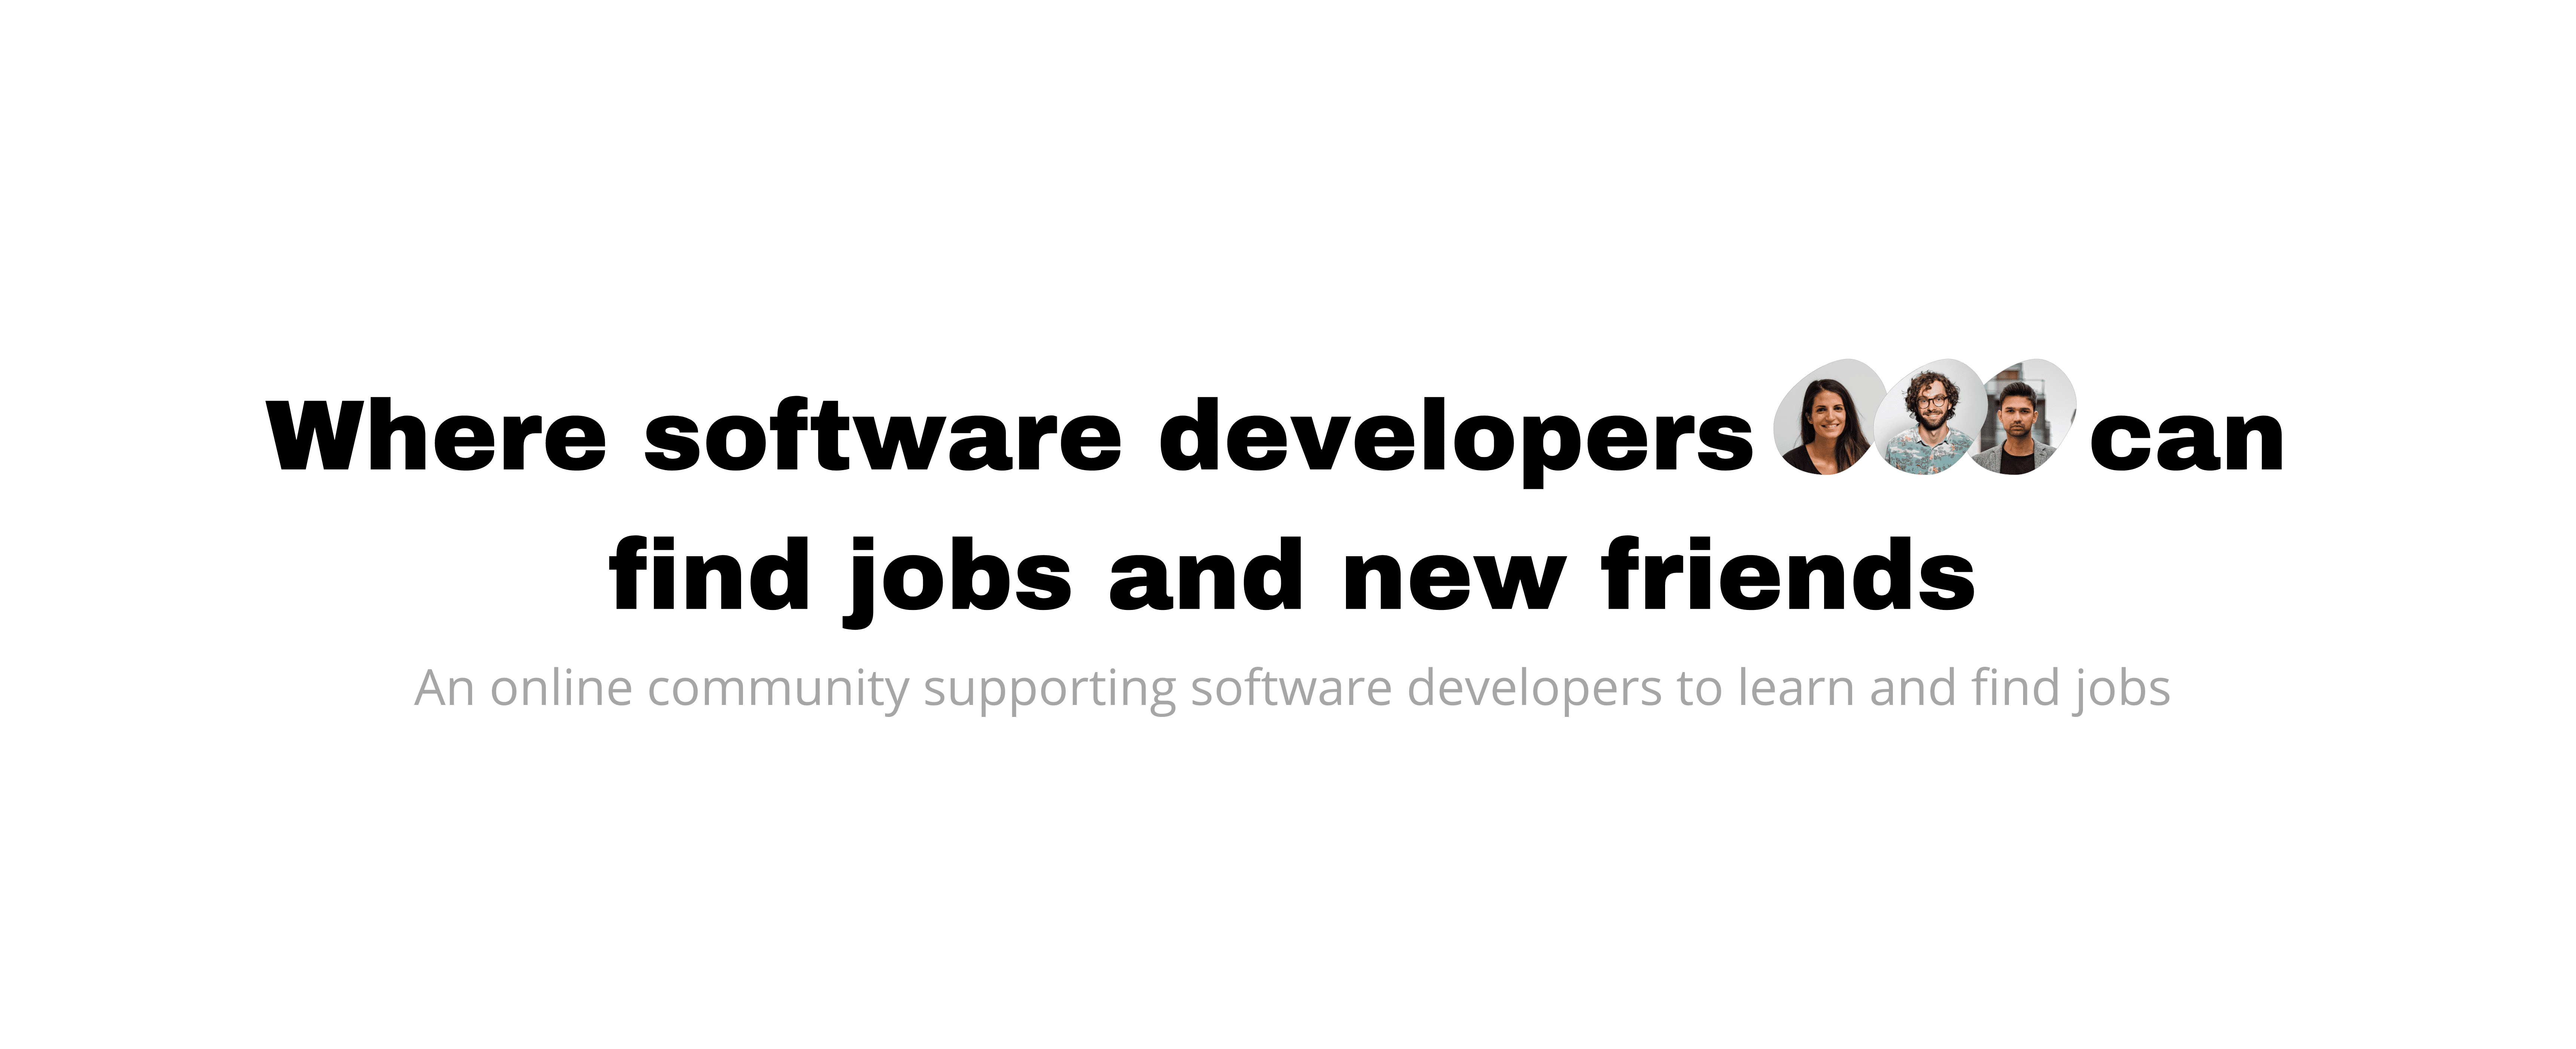 Where software developers can
find jobs and new friends
An online community supporting software developers to learn and find jobs